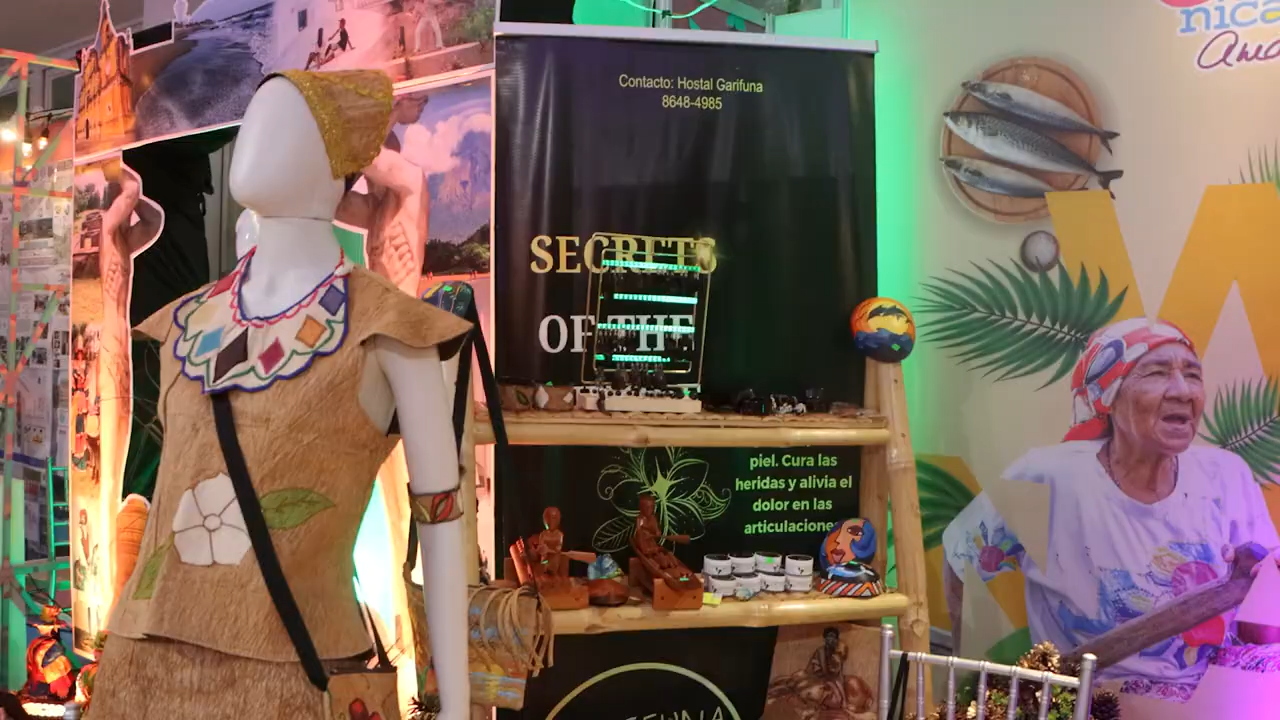 Contacto: Hostal Garifuna
8648-4985
SECRETS
OF THE
piel. Cura las
heridas y alivia el
dolor en las
articulacione
nica